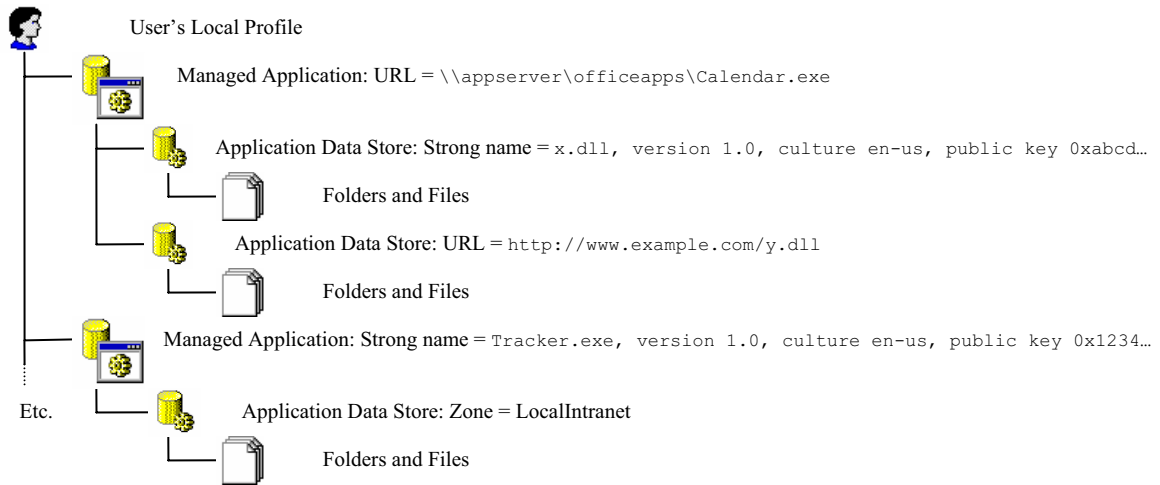 User’s Local Profile
Managed Application: URL = \\appserver\officeapps\Calendar.exe
Application Data Store: Strong name = x.dll, version 1.0, culture en-us, public key 0xabcd…
Folders and Files
Application Data Store: URL = http://www.example.com/y.dll
Folders and Files
Managed Application: Strong name = Tracker.exe, version 1.0, culture en-us, public key 0x1234…
Etc.
Application Data Store: Zone = LocalIntranet
Folders and Files